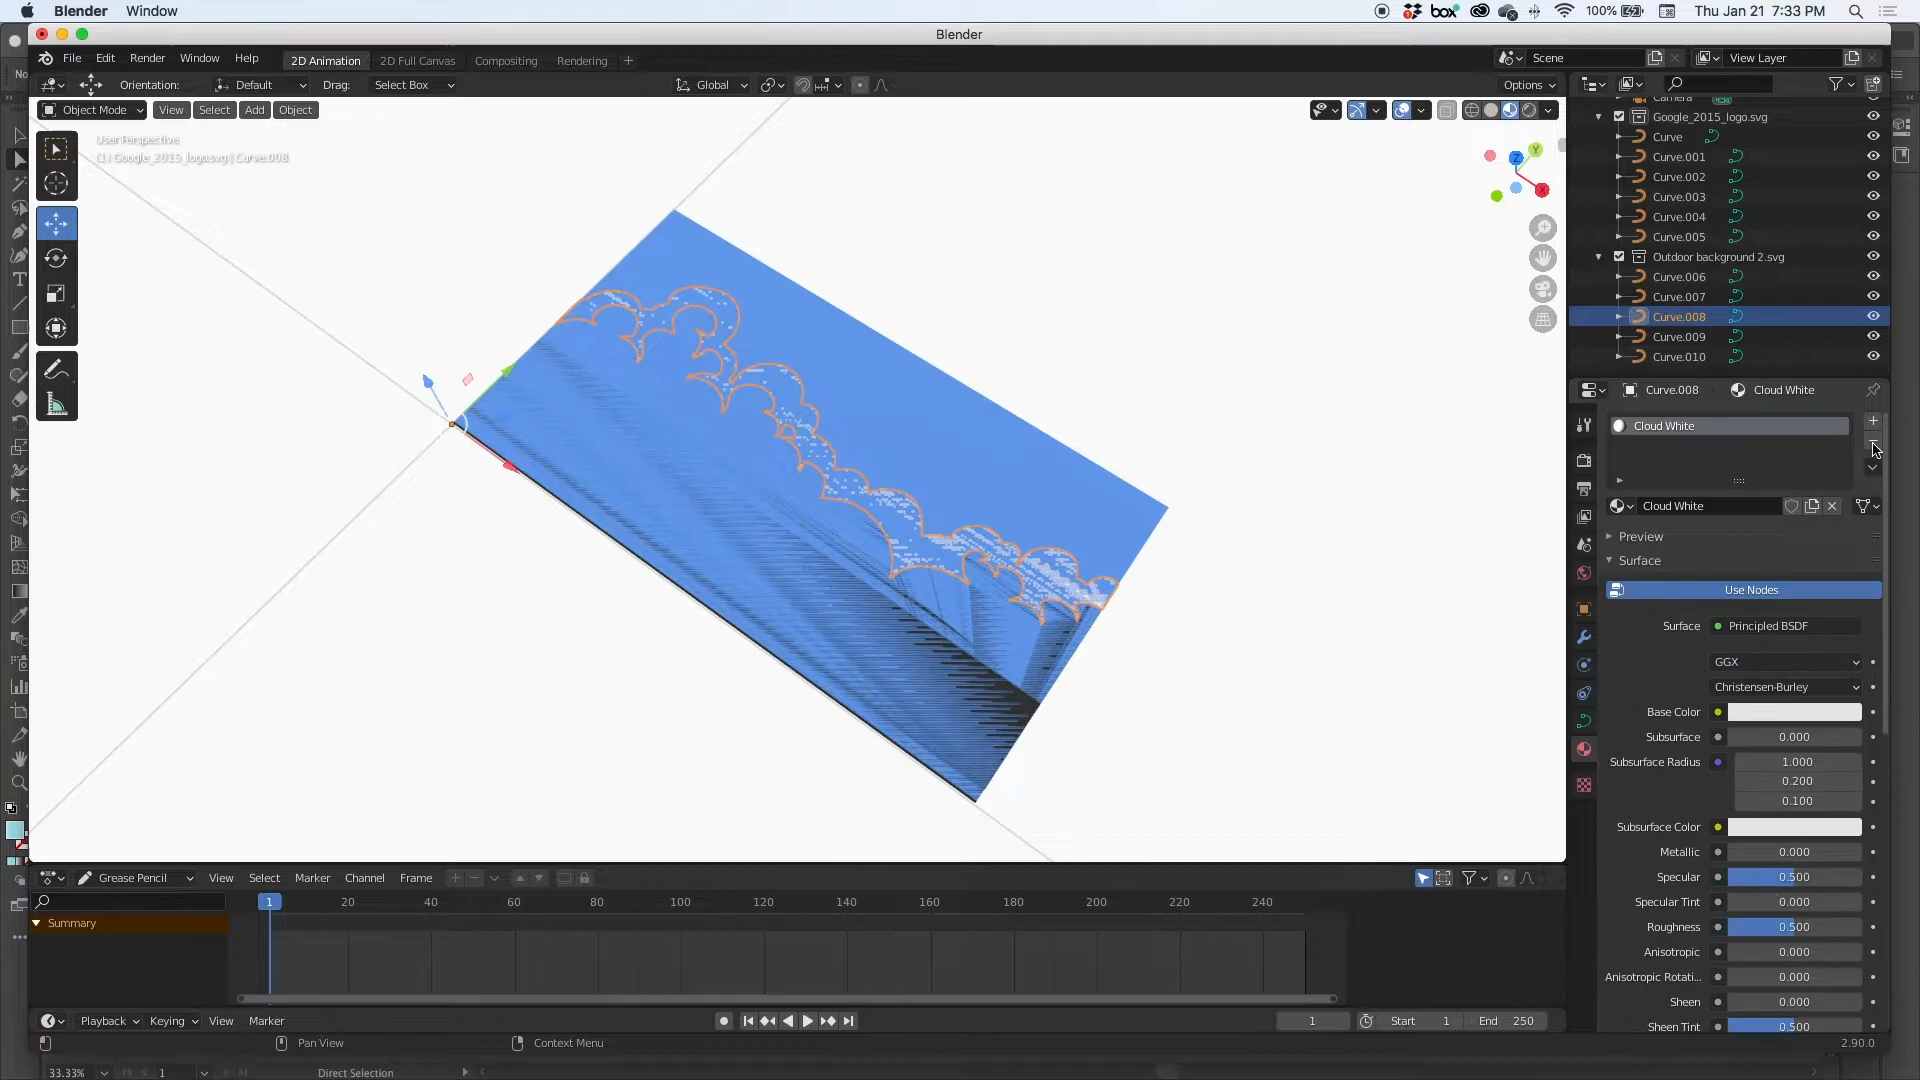 Blender Window
box 100% Thu Jan 21 7:33 PM
Blender
File Edit Render Window Help 2D Animation 2D Full Canvas Compositing Rendering + Scene View Layer
Orientation: Default Drag: Select Box Global Options
Object Mode View Select Add Object
User Perspective
(1) Google_2015_logo.svg | Curve.008
Z Y X
Camera
Google_2015_logo.svg
Curve
Curve.001
Curve.002
Curve.003
Curve.004
Curve.005
Outdoor background 2.svg
Curve.006
Curve.007
Curve.008
Curve.009
Curve.010
Curve.008 Cloud White
Cloud White
Cloud White
Preview
Surface
Use Nodes
Surface Principled BSDF
GGX
Christensen-Burley
Base Color
Subsurface 0.000
Subsurface Radius 1.000
0.200
0.100
Subsurface Color
Metallic 0.000
Specular 0.500
Specular Tint 0.000
Roughness 0.500
Anisotropic 0.000
Anisotropic Rotati... 0.000
Sheen 0.000
Sheen Tint 0.500
Grease Pencil View Select Marker Channel Frame
1 20 40 60 80 100 120 140 160 180 200 220 240
Summary
Playback Keying View Marker 1 Start 1 End 250
Pan View Context Menu 2.90.0
33.33% 1 Direct Selection